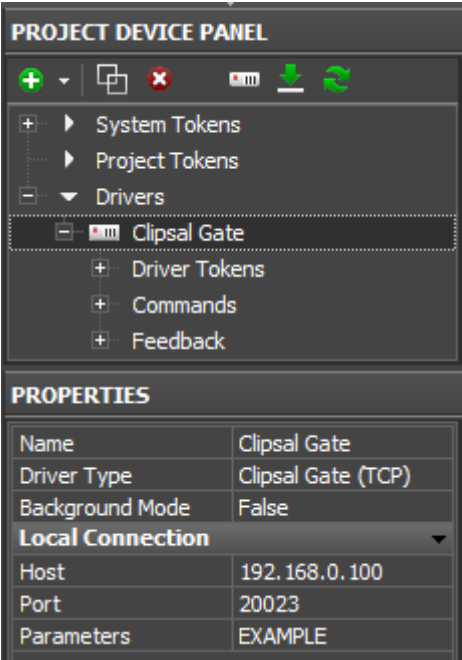 PROJECT DEVICE PANEL
System Tokens
Project Tokens
Drivers
Clipsal Gate
Driver Tokens
Commands
Feedback
PROPERTIES
Name Clipsal Gate
Driver Type Clipsal Gate (TCP)
Background Mode False
Local Connection
Host 192.168.0.100
Port 20023
Parameters EXAMPLE